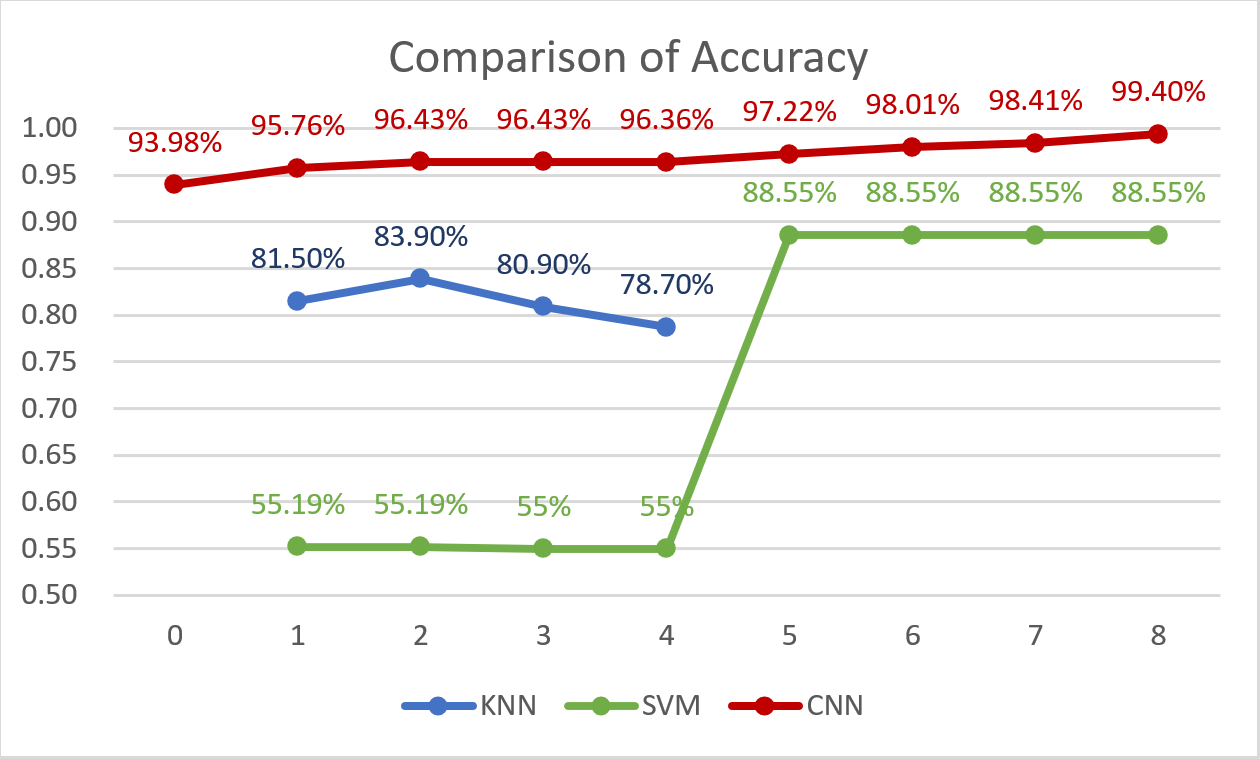 Comparison of Accuracy
93.98% 95.76% 96.43% 96.43% 96.36% 97.22% 98.01% 98.41% 99.40%
88.55% 88.55% 88.55% 88.55%
81.50% 83.90% 80.90% 78.70%
55.19% 55.19% 55% 55%
1.00
0.95
0.90
0.85
0.80
0.75
0.70
0.65
0.60
0.55
0.50
0 1 2 3 4 5 6 7 8
KNN SVM CNN